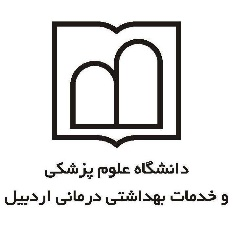 دانشگاه علوم پزشکی
و خدمات بهداشتی درمانی اردبیل